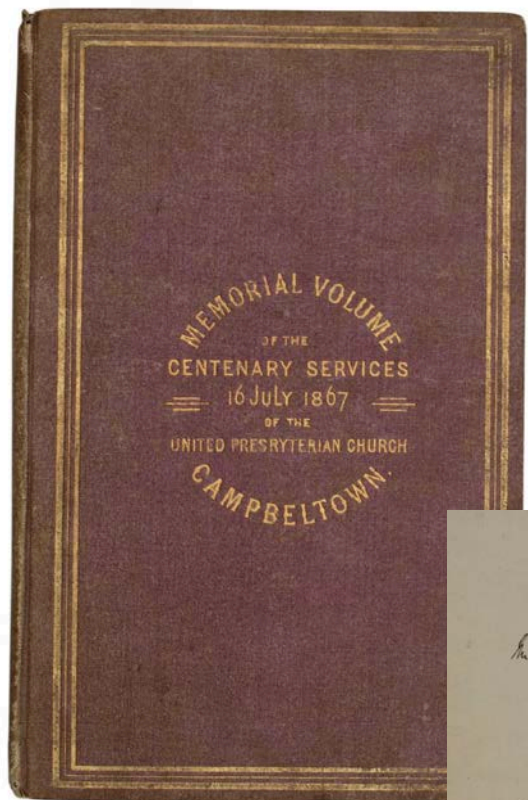 MEMORIAL VOLUME
OF THE
CENTENARY SERVICES
16 JULY 1867
OF THE
UNITED PRESRYTERIAN CHURCH
CAMPBELTOWN.